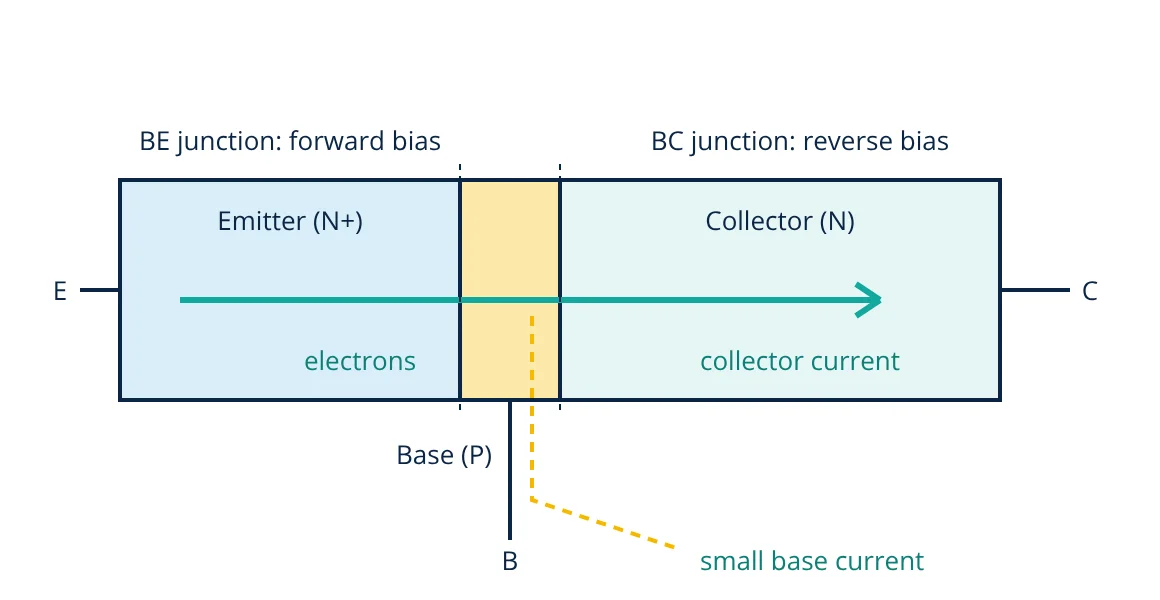 BE junction: forward bias
BC junction: reverse bias
Emitter (N+)
Collector (N)
E
C
electrons
collector current
Base (P)
B
small base current